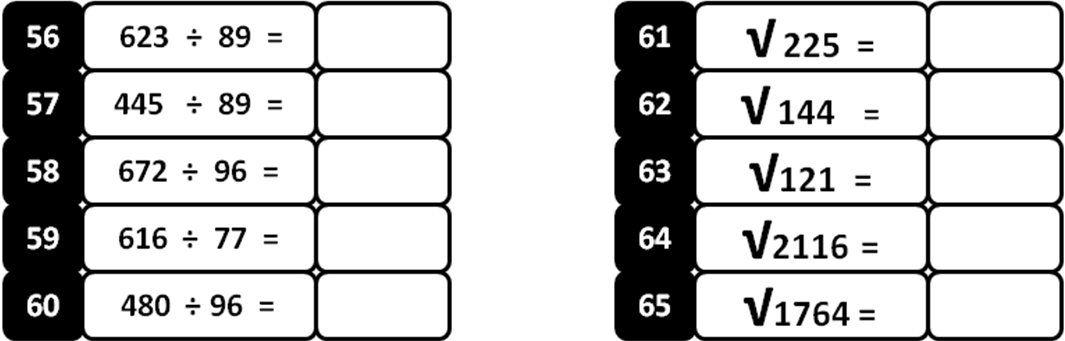 56 623 ÷ 89 =
57 445 ÷ 89 =
58 672 ÷ 96 =
59 616 ÷ 77 =
60 480 ÷ 96 =
61 √ 225 =
62 √ 144 =
63 √121 =
64 √2116 =
65 √1764 =